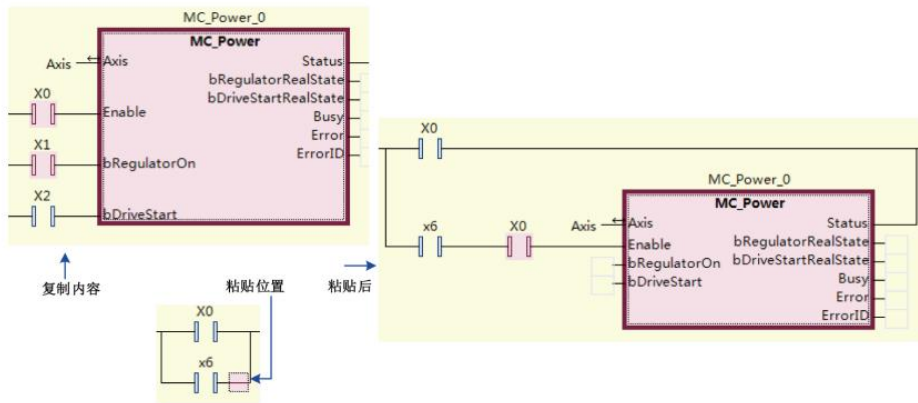 MC_Power_0
MC_Power
Axis
Axis
Status
bRegulatorRealState
bDriveStartRealState
X0
Enable
Busy
Error
X1
ErrorID
bRegulatorOn
X2
bDriveStart
复制内容
粘贴位置
粘贴后
X0
x6
X0
MC_Power_0
MC_Power
Axis
Axis
Status
x6
X0
Enable
bRegulatorRealState
bRegulatorOn
bDriveStartRealState
bDriveStart
Busy
Error
ErrorID